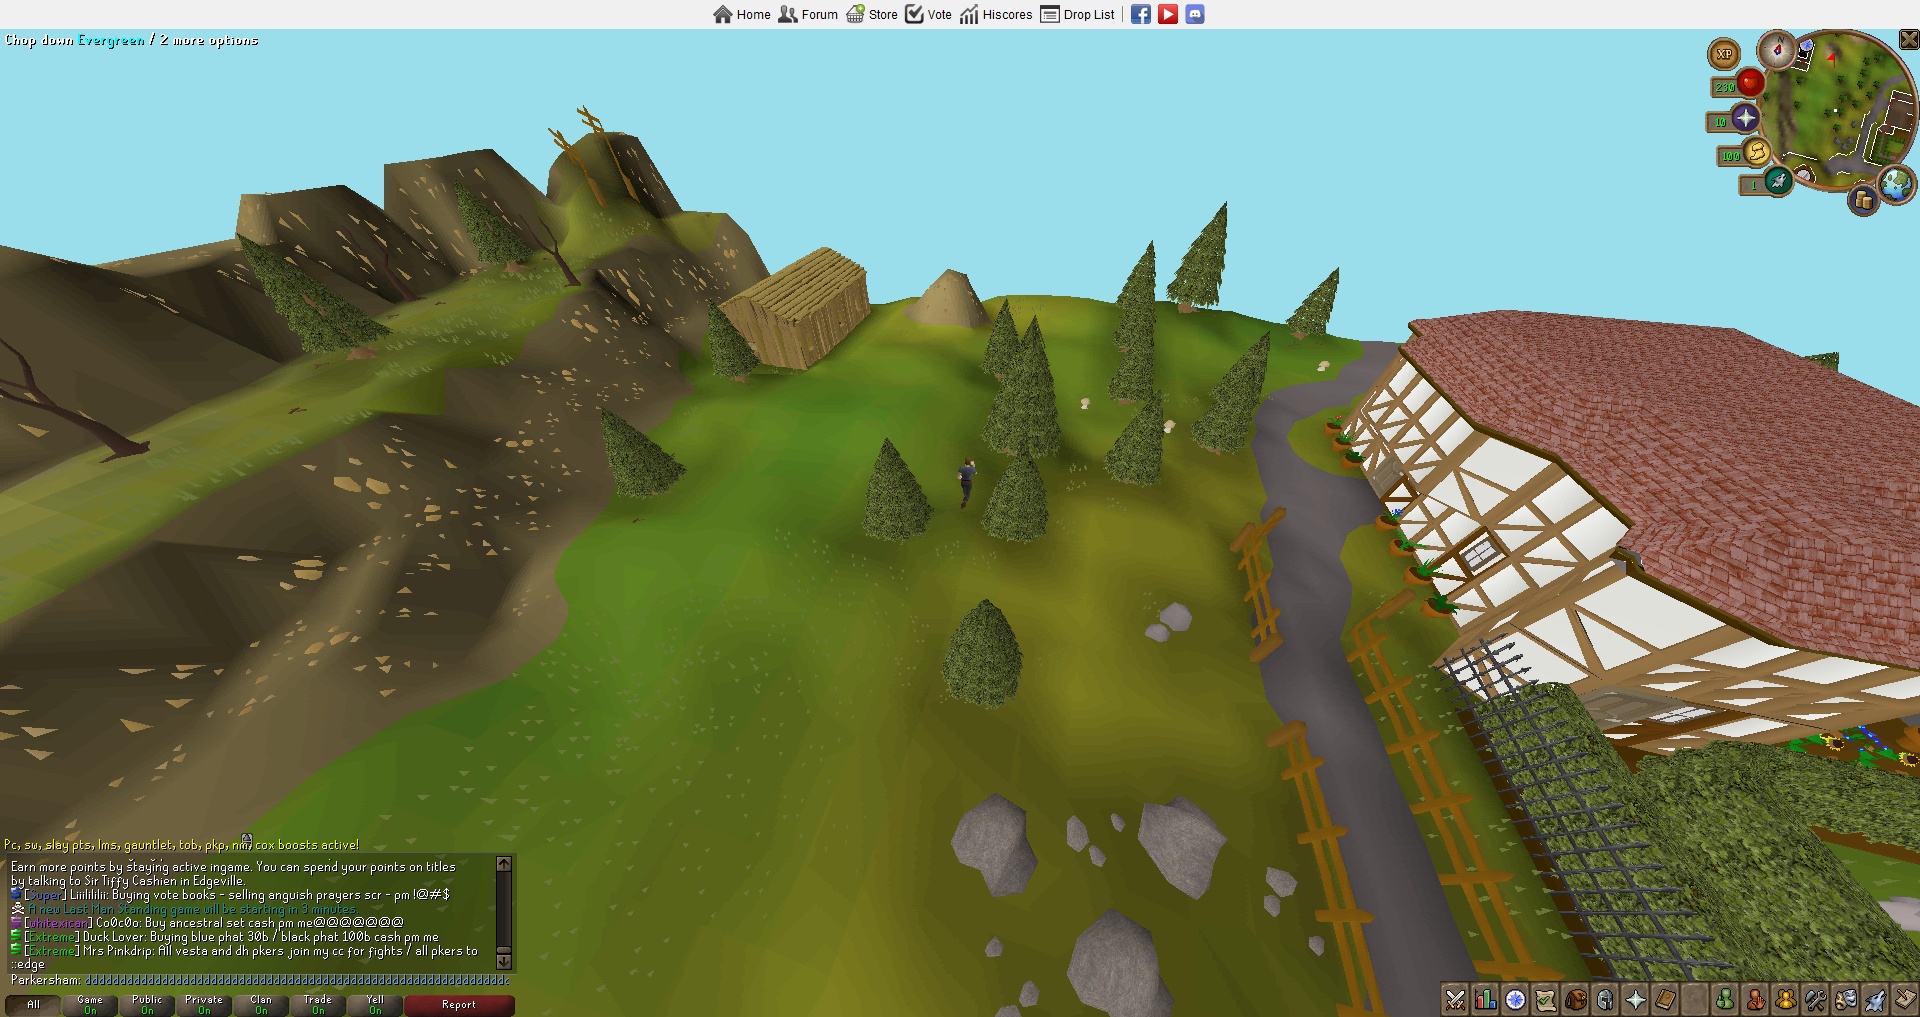 Home Forum Store Vote Hiscores Drop List
Chop down Evergreen / 2 more options
XP
N
230
10
100
1
Pc, sw, slay pts, lms, gauntlet, tob, pkp, nm, cox boosts active!
Earn more points by staying active ingame. You can spend your points on titles
by talking to Sir Tiffy Cashien in Edgeville.
[Super] Liililili: Buying vote books - selling anguish prayers scr - pm !@#$
A new Last Man Standing game will be starting in 3 minutes.
[whitexican] Co0c0o: Buy ancestral set cash pm me@@@@@@@
[Extreme] Duck Lover: Buying blue phat 30b / black phat 100b cash pm me
[Extreme] Mrs Pinkdrip: All vesta and dh pkers join my cc for fights / all pkers to
::edge
Parkersham:
All Game On Public On Private On Clan On Trade On Yell On Report